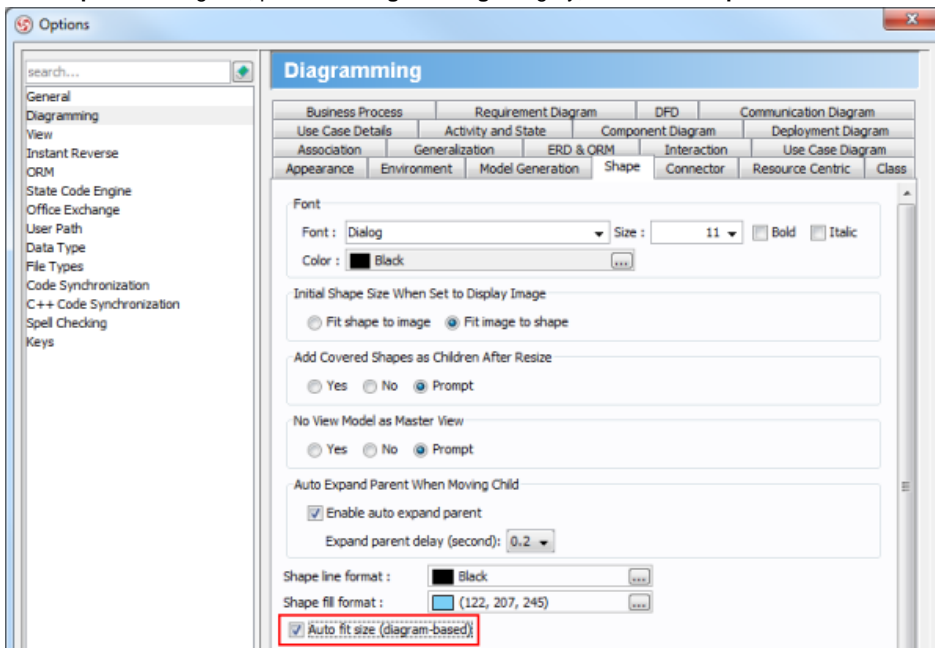 Options
search...
General
Diagramming
View
Instant Reverse
ORM
State Code Engine
Office Exchange
User Path
Data Type
File Types
Code Synchronization
C++ Code Synchronization
Spell Checking
Keys
Diagramming
Business Process Requirement Diagram DFD Communication Diagram
Use Case Details Activity and State Component Diagram Deployment Diagram
Association Generalization ERD & ORM Interaction Use Case Diagram
Appearance Environment Model Generation Shape Connector Resource Centric Class
Font
Font : Dialog Size : 11 Bold Italic
Color : Black ...
Initial Shape Size When Set to Display Image
Fit shape to image Fit image to shape
Add Covered Shapes as Children After Resize
Yes No Prompt
No View Model as Master View
Yes No Prompt
Auto Expand Parent When Moving Child
Enable auto expand parent
Expand parent delay (second): 0.2
Shape line format : Black ...
Shape fill format : (122, 207, 245) ...
Auto fit size (diagram-based)